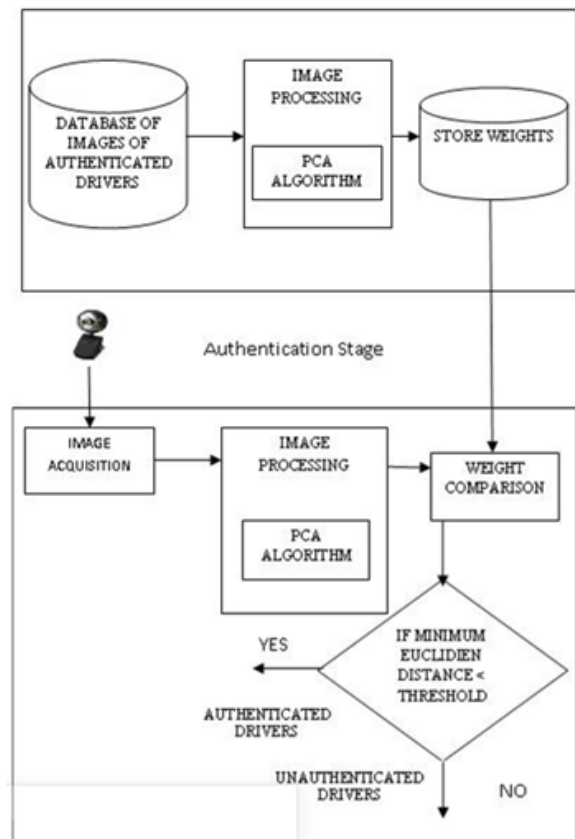 DATABASE OF
IMAGES OF
AUTHENTICATED
DRIVERS
IMAGE
PROCESSING
PCA
ALGORITHM
STORE WEIGHTS
Authentication Stage
IMAGE
ACQUISITION
IMAGE
PROCESSING
PCA
ALGORITHM
WEIGHT
COMPARISON
IF MINIMUM
EUCLIDIEN
DISTANCE <
THRESHOLD
YES
AUTHENTICATED
DRIVERS
UNAUTHENTICATED
DRIVERS
NO